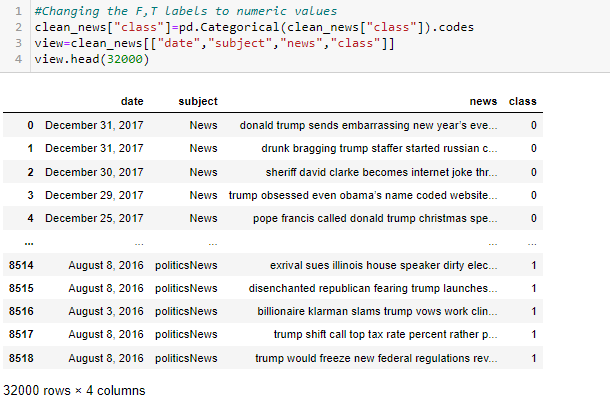 1 #Changing the F,T labels to numeric values
2 clean_news["class"]=pd.Categorical(clean_news["class"]).codes
3 view=clean_news[["date","subject","news","class"]]
4 view.head(32000)
date subject news class
0 December 31, 2017 News donald trump sends embarrassing new year's eve... 0
1 December 31, 2017 News drunk bragging trump staffer started russian c... 0
2 December 30, 2017 News sheriff david clarke becomes internet joke thr... 0
3 December 29, 2017 News trump obsessed even obama's name coded website... 0
4 December 25, 2017 News pope francis called donald trump christmas spe... 0
... ... ... ... ...
8514 August 8, 2016 politicsNews exrival sues illinois house speaker dirty elec... 1
8515 August 8, 2016 politicsNews disenchanted republican fearing trump launches... 1
8516 August 3, 2016 politicsNews billionaire klarman slams trump vows work clin... 1
8517 August 8, 2016 politicsNews trump shift call top tax rate percent rather p... 1
8518 August 8, 2016 politicsNews trump would freeze new federal regulations rev... 1
32000 rows × 4 columns